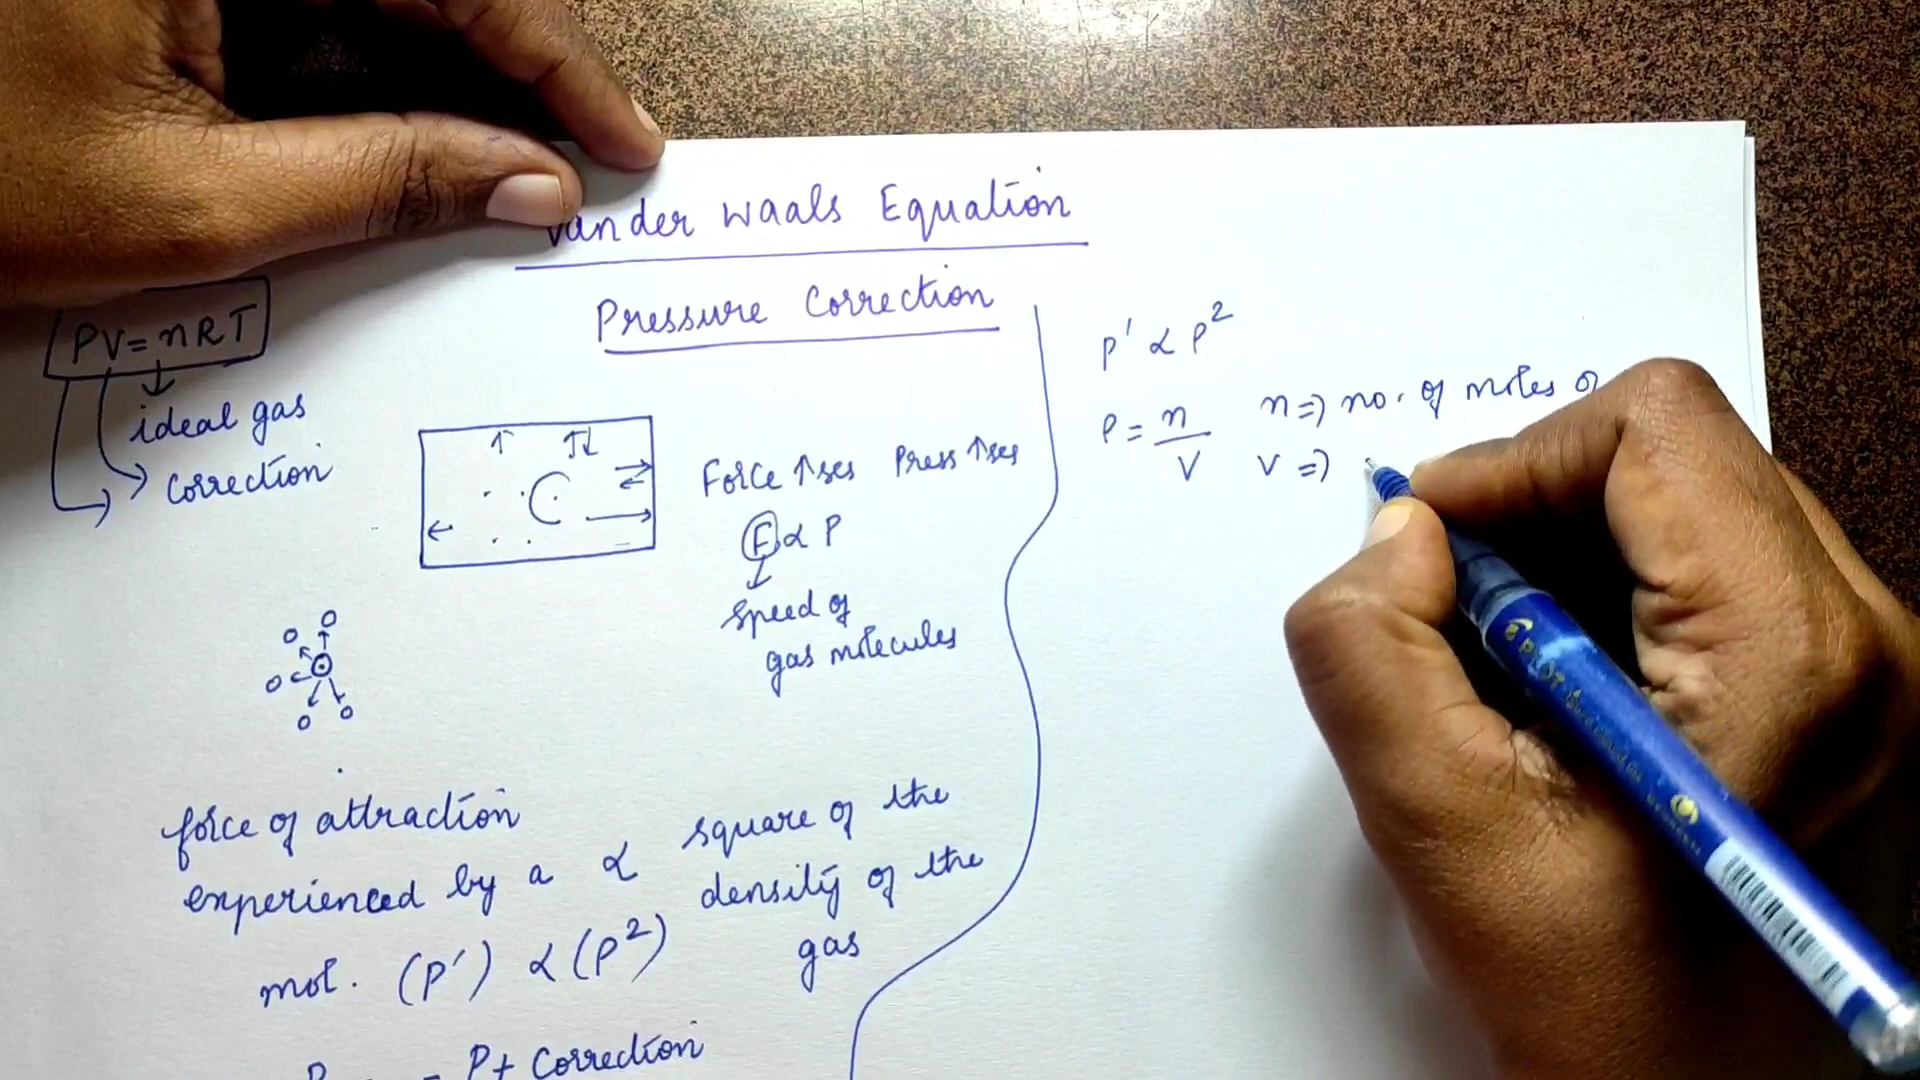 Vander Waals Equation
Pressure Correction
PV=nRT
ideal gas
correction
Force ↑ses Press ↑ses
F ∝ P
Speed of
gas molecules
force of attraction
experienced by a ∝ square of the
density of the
mol. (P') ∝ (ρ²) gas
= P + Correction
P' ∝ ρ²
ρ = n/V n => no. of moles
V =>
PILOT